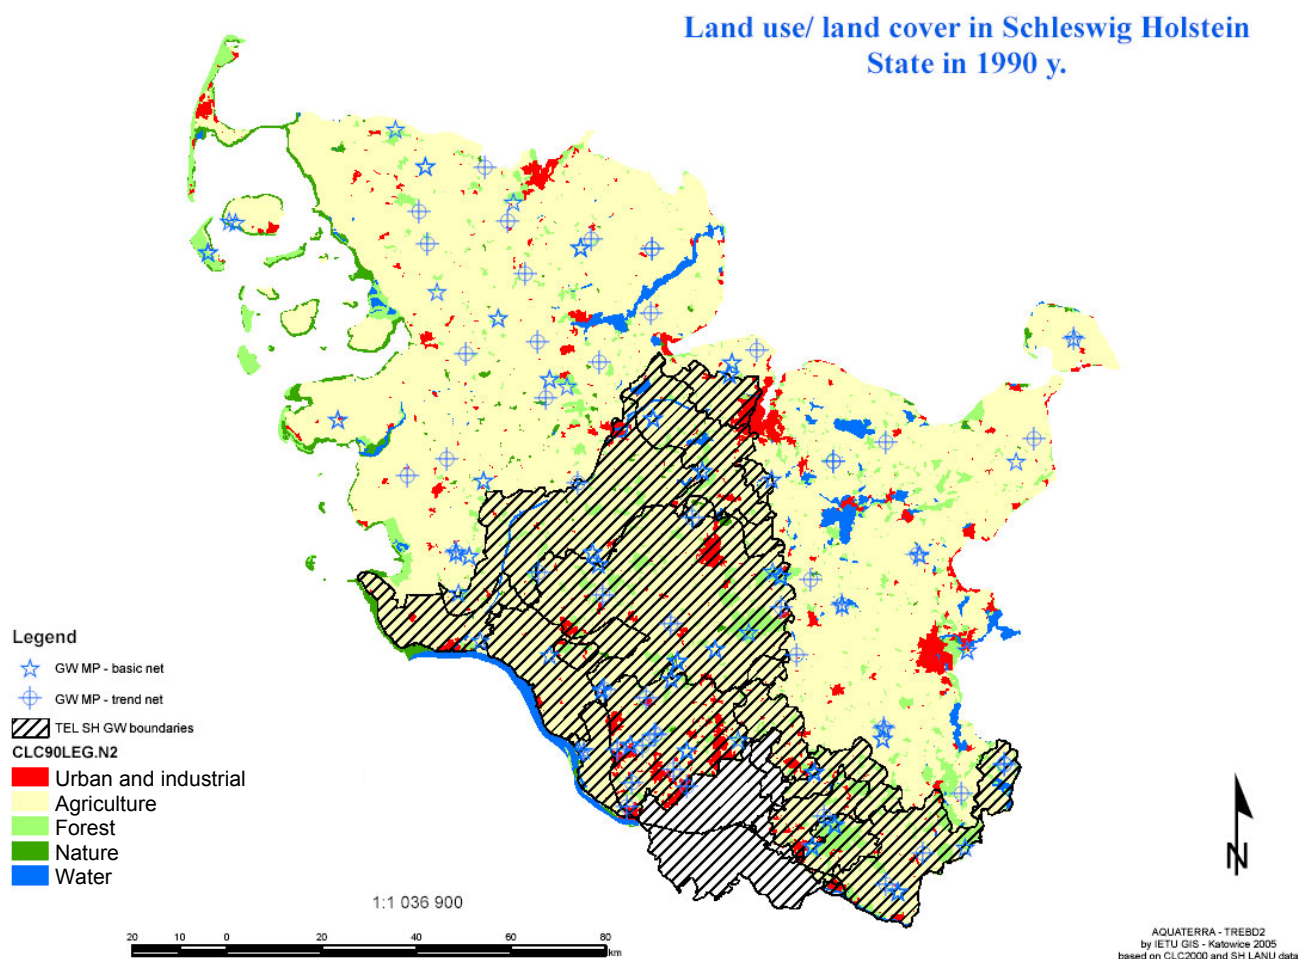 Land use/ land cover in Schleswig Holstein
State in 1990 y.
Legend
GW MP - basic net
GW MP - trend net
TEL SH GW boundaries
CLC90LEG.N2
Urban and industrial
Agriculture
Forest
Nature
Water
1:1 036 900
20 10 0 20 40 60 80
km
N
AQUATERRA - TREBD2
by IETU GIS - Katowice 2005
based on CLC2000 and SH LANU data